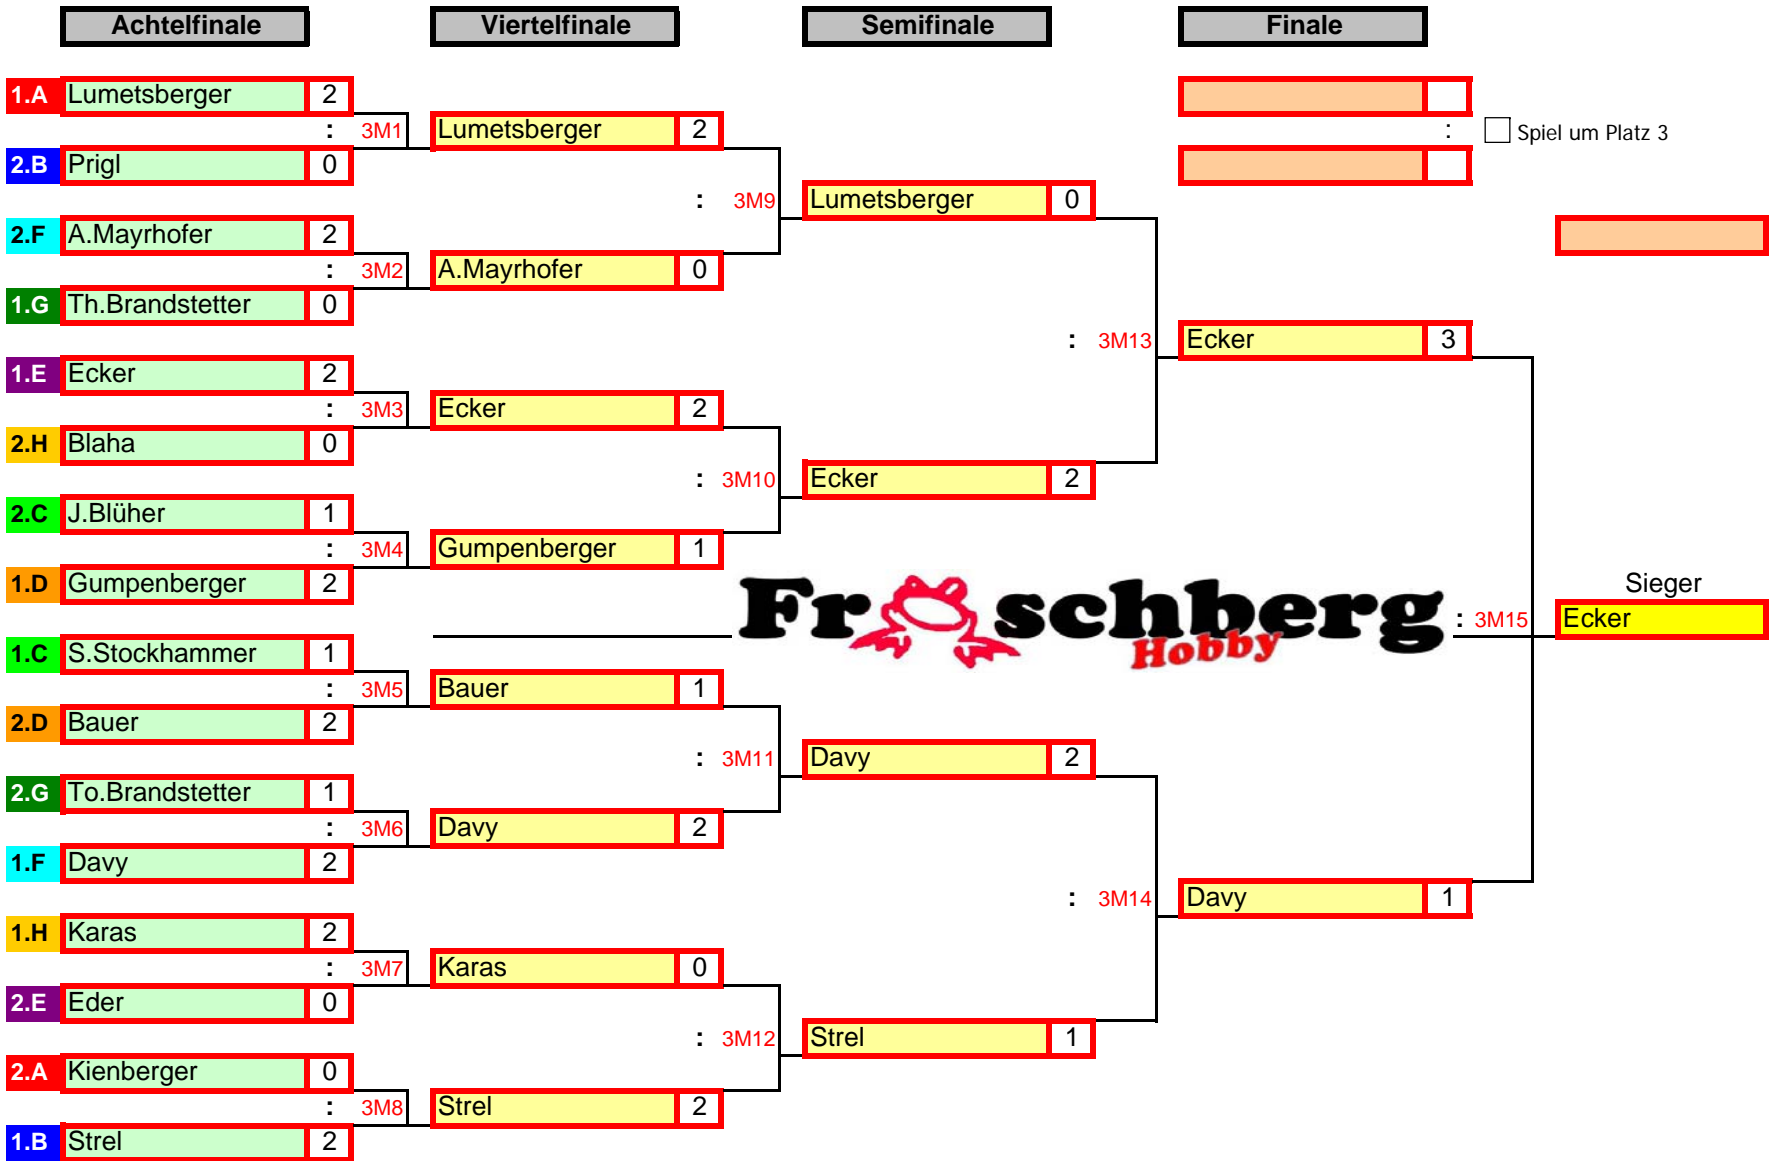 Achtelfinale Viertelfinale Semifinale Finale
1.A Lumetsberger 2
: 3M1 Lumetsberger 2
: Spiel um Platz 3
2.B Prigl 0
: 3M9 Lumetsberger 0
2.F A.Mayrhofer 2
: 3M2 A.Mayrhofer 0
1.G Th.Brandstetter 0
: 3M13 Ecker 3
1.E Ecker 2
: 3M3 Ecker 2
2.H Blaha 0
: 3M10 Ecker 2
2.C J.Blüher 1
: 3M4 Gumpenberger 1
1.D Gumpenberger 2
Sieger
Fröschberg
Hobby
: 3M15 Ecker
1.C S.Stockhammer 1
: 3M5 Bauer 1
2.D Bauer 2
: 3M11 Davy 2
2.G To.Brandstetter 1
: 3M6 Davy 2
1.F Davy 2
: 3M14 Davy 1
1.H Karas 2
: 3M7 Karas 0
2.E Eder 0
: 3M12 Strel 1
2.A Kienberger 0
: 3M8 Strel 2
1.B Strel 2